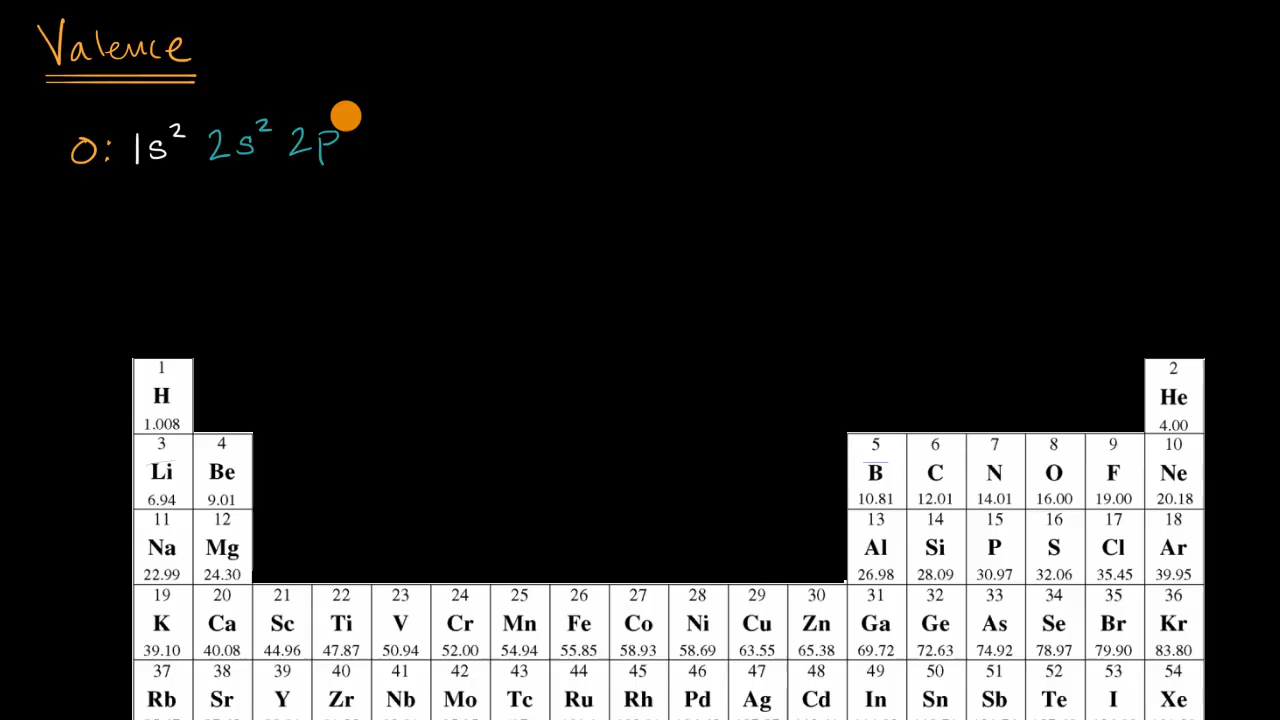 Valence
O: 1s² 2s² 2p
1 2
H He
1.008 4.00
3 4 5 6 7 8 9 10
Li Be B C N O F Ne
6.94 9.01 10.81 12.01 14.01 16.00 19.00 20.18
11 12 13 14 15 16 17 18
Na Mg Al Si P S Cl Ar
22.99 24.30 26.98 28.09 30.97 32.06 35.45 39.95
19 20 21 22 23 24 25 26 27 28 29 30 31 32 33 34 35 36
K Ca Sc Ti V Cr Mn Fe Co Ni Cu Zn Ga Ge As Se Br Kr
39.10 40.08 44.96 47.87 50.94 52.00 54.94 55.85 58.93 58.69 63.55 65.38 69.72 72.63 74.92 78.97 79.90 83.80
37 38 39 40 41 42 43 44 45 46 47 48 49 50 51 52 53 54
Rb Sr Y Zr Nb Mo Tc Ru Rh Pd Ag Cd In Sn Sb Te I Xe